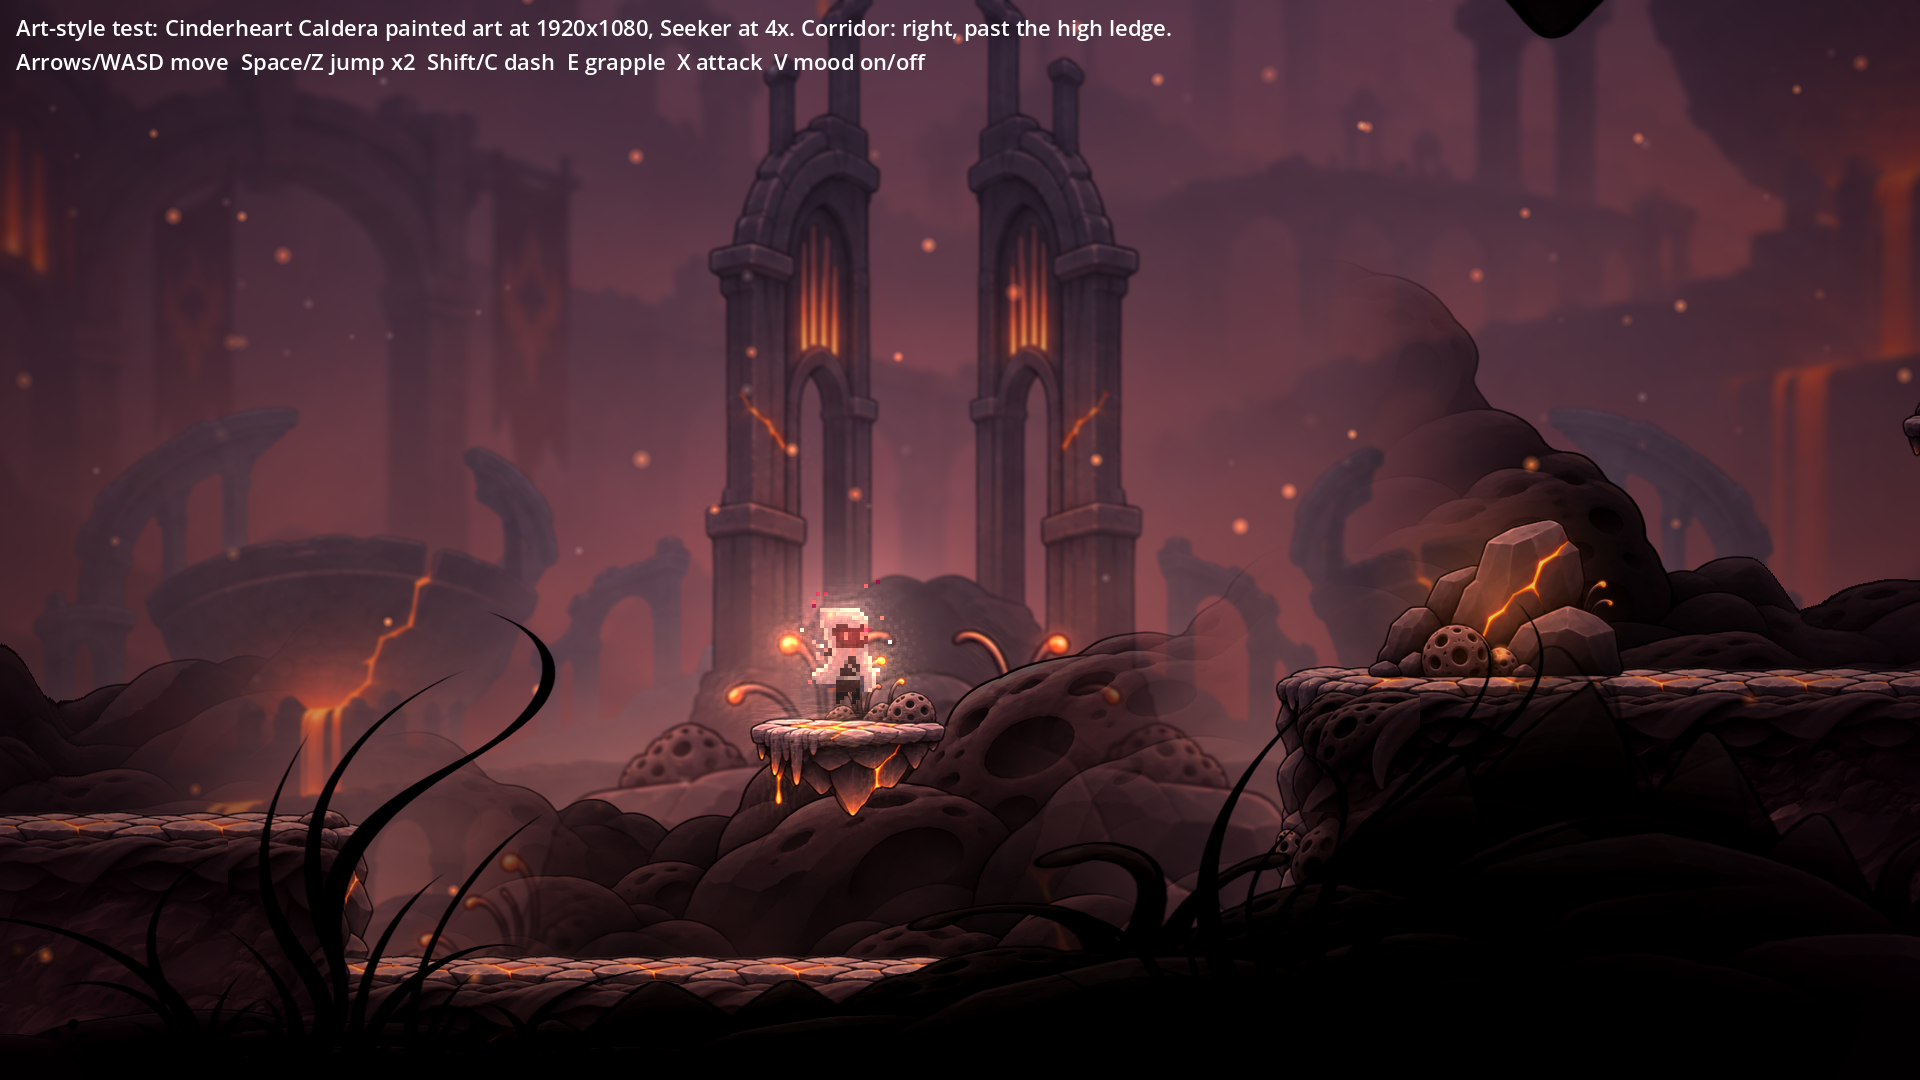 Art-style test: Cinderheart Caldera painted art at 1920x1080, Seeker at 4x. Corridor: right, past the high ledge.
Arrows/WASD move  Space/Z jump x2  Shift/C dash  E grapple  X attack  V mood on/off